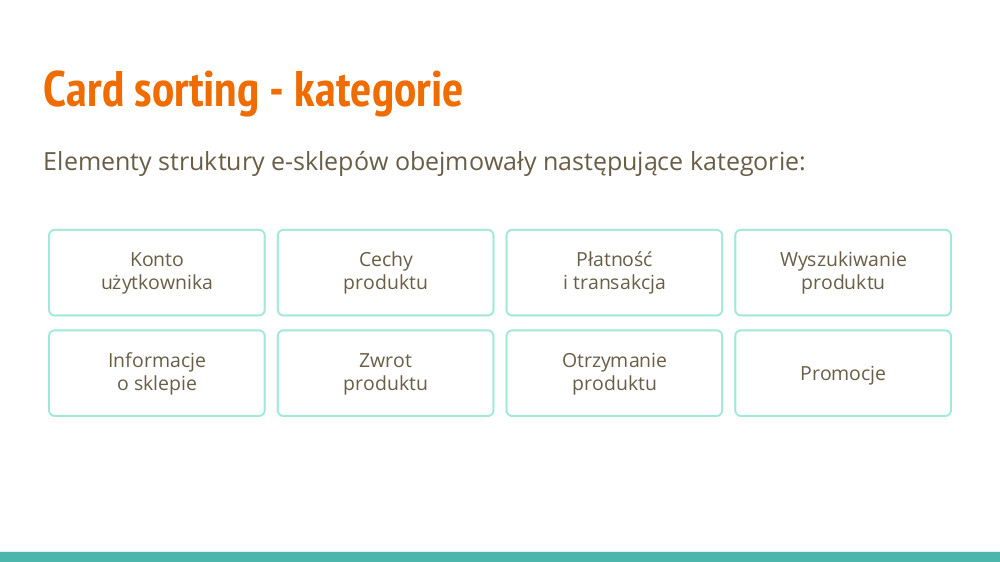 Card sorting - kategorie
Elementy struktury e-sklepów obejmowały następujące kategorie:
Konto
użytkownika
Cechy
produktu
Płatność
i transakcja
Wyszukiwanie
produktu
Informacje
o sklepie
Zwrot
produktu
Otrzymanie
produktu
Promocje